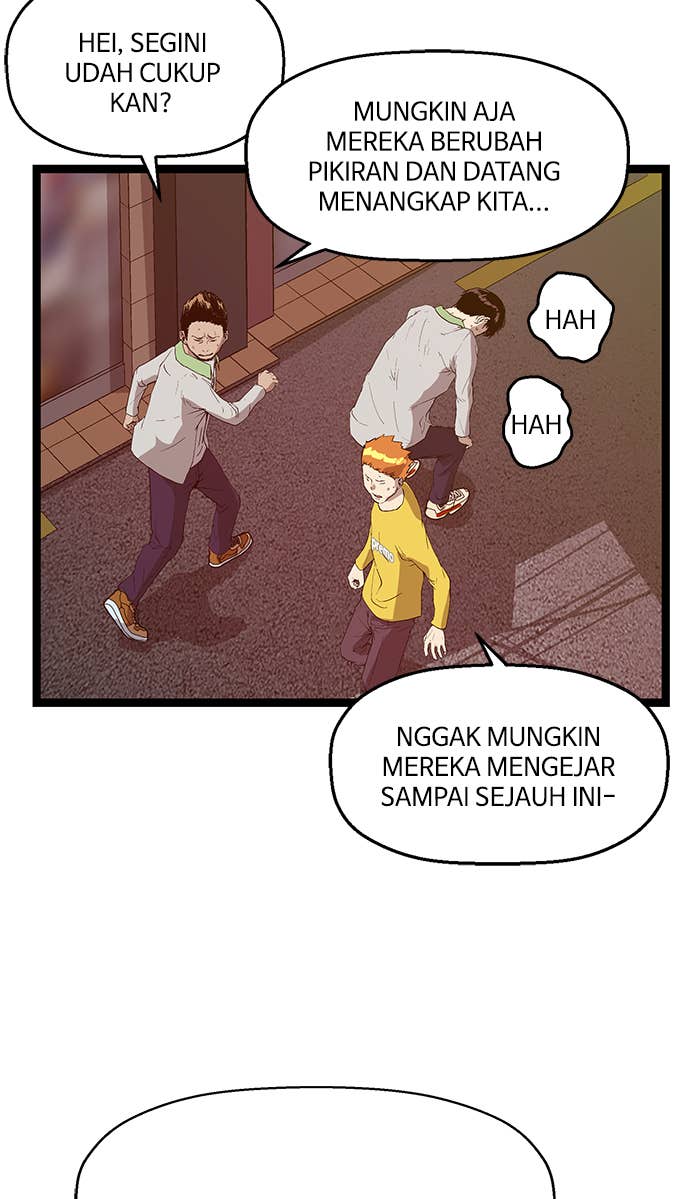 HEI, SEGINI
UDAH CUKUP
KAN?
MUNGKIN AJA
MEREKA BERUBAH
PIKIRAN DAN DATANG
MENANGKAP KITA...
HAH
HAH
NGGAK MUNGKIN
MEREKA MENGEJAR
SAMPAI SEJAUH INI-